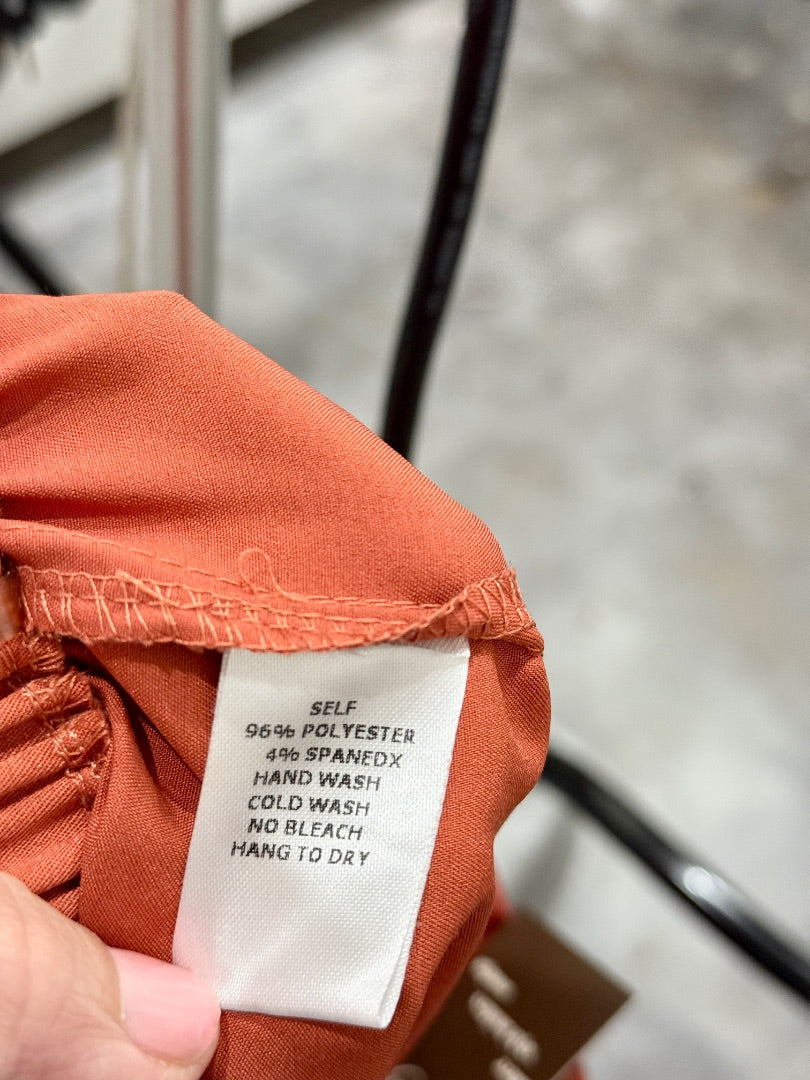 SELF
96% POLYESTER
4% SPANEDX
HAND WASH
COLD WASH
NO BLEACH
HANG TO DRY